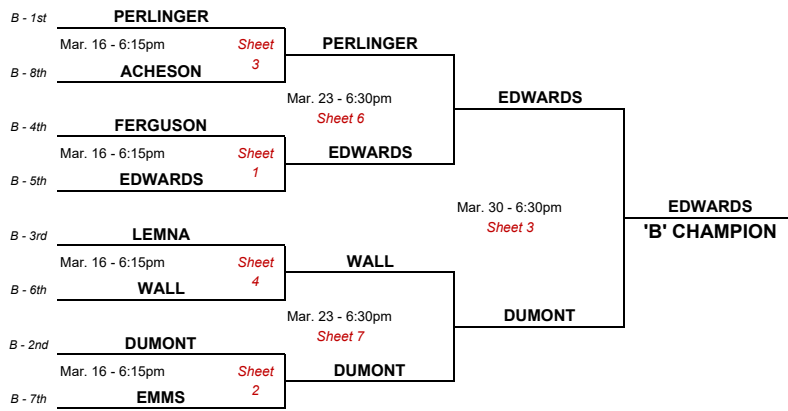 B - 1st PERLINGER
Mar. 16 - 6:15pm Sheet 3
B - 8th ACHESON
PERLINGER
Mar. 23 - 6:30pm
Sheet 6
B - 4th FERGUSON
Mar. 16 - 6:15pm Sheet 1
B - 5th EDWARDS
EDWARDS
EDWARDS
Mar. 30 - 6:30pm
Sheet 3
EDWARDS
'B' CHAMPION
B - 3rd LEMNA
Mar. 16 - 6:15pm Sheet 4
B - 6th WALL
WALL
Mar. 23 - 6:30pm
Sheet 7
DUMONT
B - 2nd DUMONT
Mar. 16 - 6:15pm Sheet 2
B - 7th EMMS
DUMONT